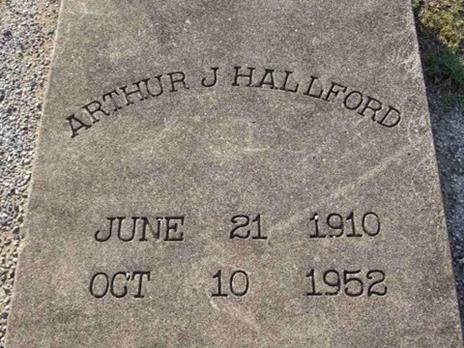 ARTHUR J HALLFORD
JUNE 21 1910
OCT 10 1952